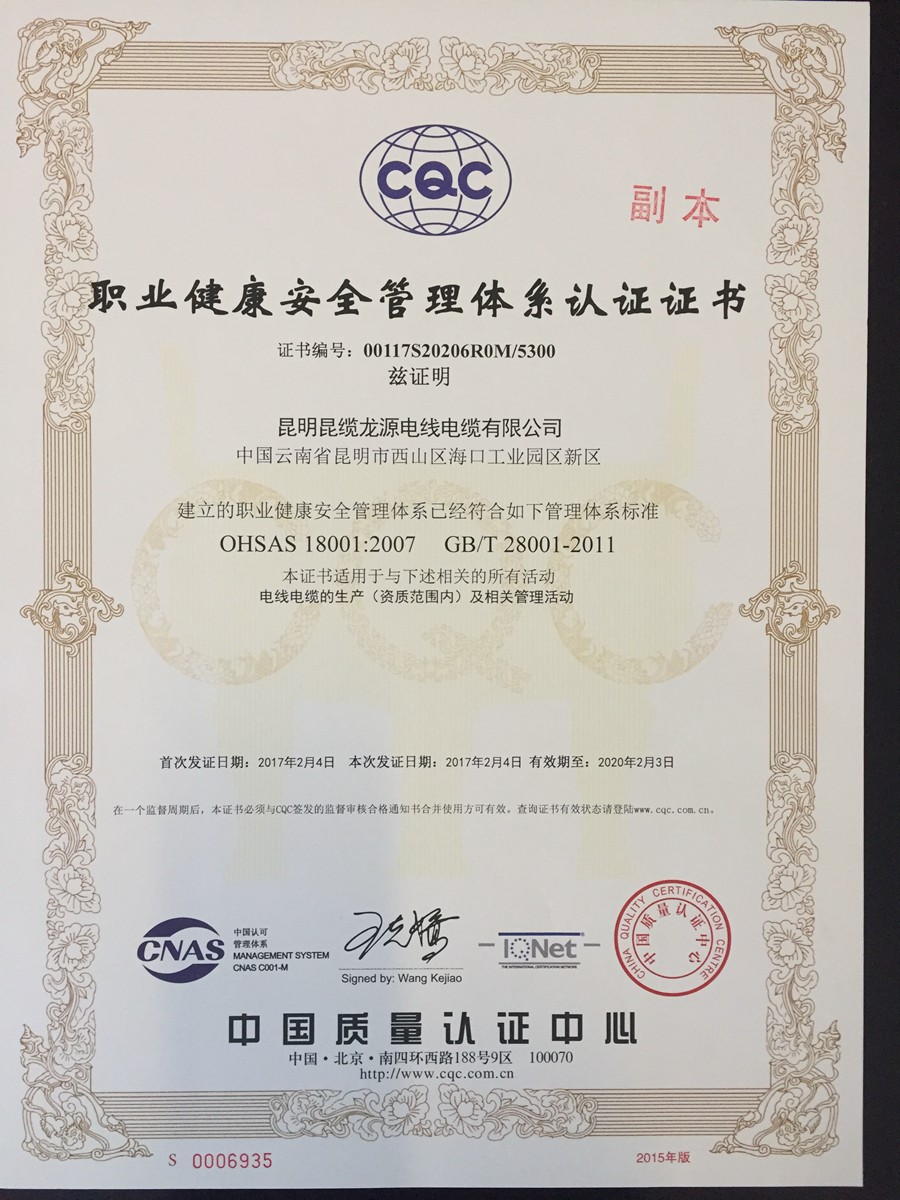 CQC
副本
职业健康安全管理体系认证证书
证书编号：00117S20206R0M/5300
兹证明
昆明昆缆龙源电线电缆有限公司
中国云南省昆明市西山区海口工业园区新区
建立的职业健康安全管理体系已经符合如下管理体系标准
OHSAS 18001:2007 GB/T 28001-2011
本证书适用于与下述相关的所有活动
电线电缆的生产（资质范围内）及相关管理活动
首次发证日期：2017年2月4日 本次发证日期：2017年2月4日 有效期至：2020年2月3日
在一个监督周期后，本证书必须与CQC签发的监督审核合格通知书合并使用方可有效。查询证书有效状态请登陆www.cqc.com.cn。
CNAS
中国认可
管理体系
MANAGEMENT SYSTEM
CNAS C001-M
王克娇
Signed by: Wang Kejiao
IQNet
THE INTERNATIONAL CERTIFICATION NETWORK
CHINA QUALITY CERTIFICATION CENTRE
中国质量认证中心
中国质量认证中心
中国·北京·南四环西路188号9区 100070
http://www.cqc.com.cn
S 0006935
2015年版